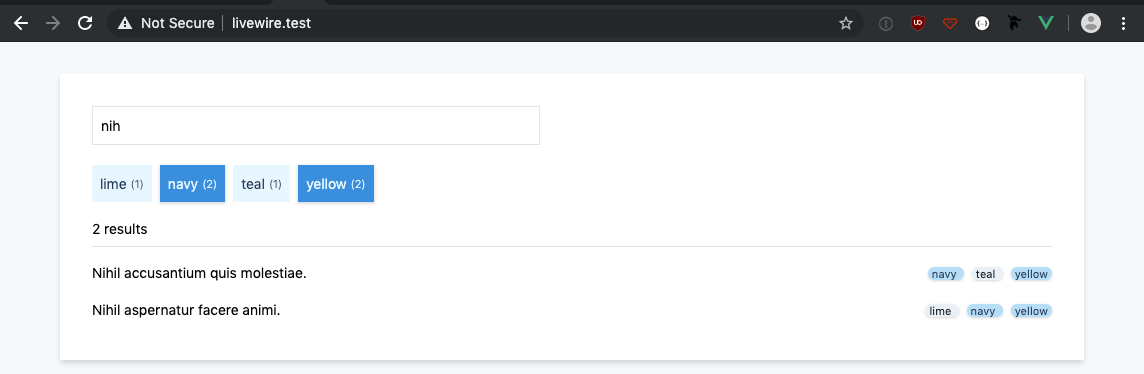 Not Secure livewire.test
nih
lime (1) navy (2) teal (1) yellow (2)
2 results
Nihil accusantium quis molestiae. navy teal yellow
Nihil aspernatur facere animi. lime navy yellow